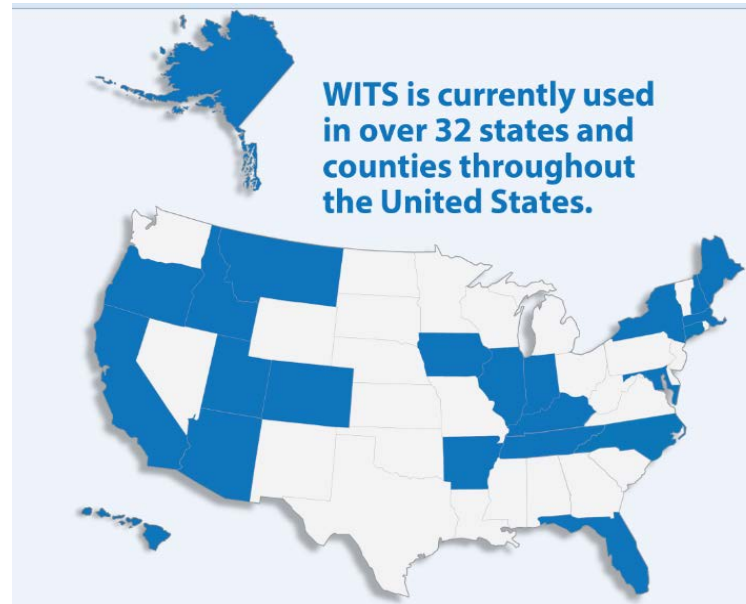 WITS is currently used
in over 32 states and
counties throughout
the United States.